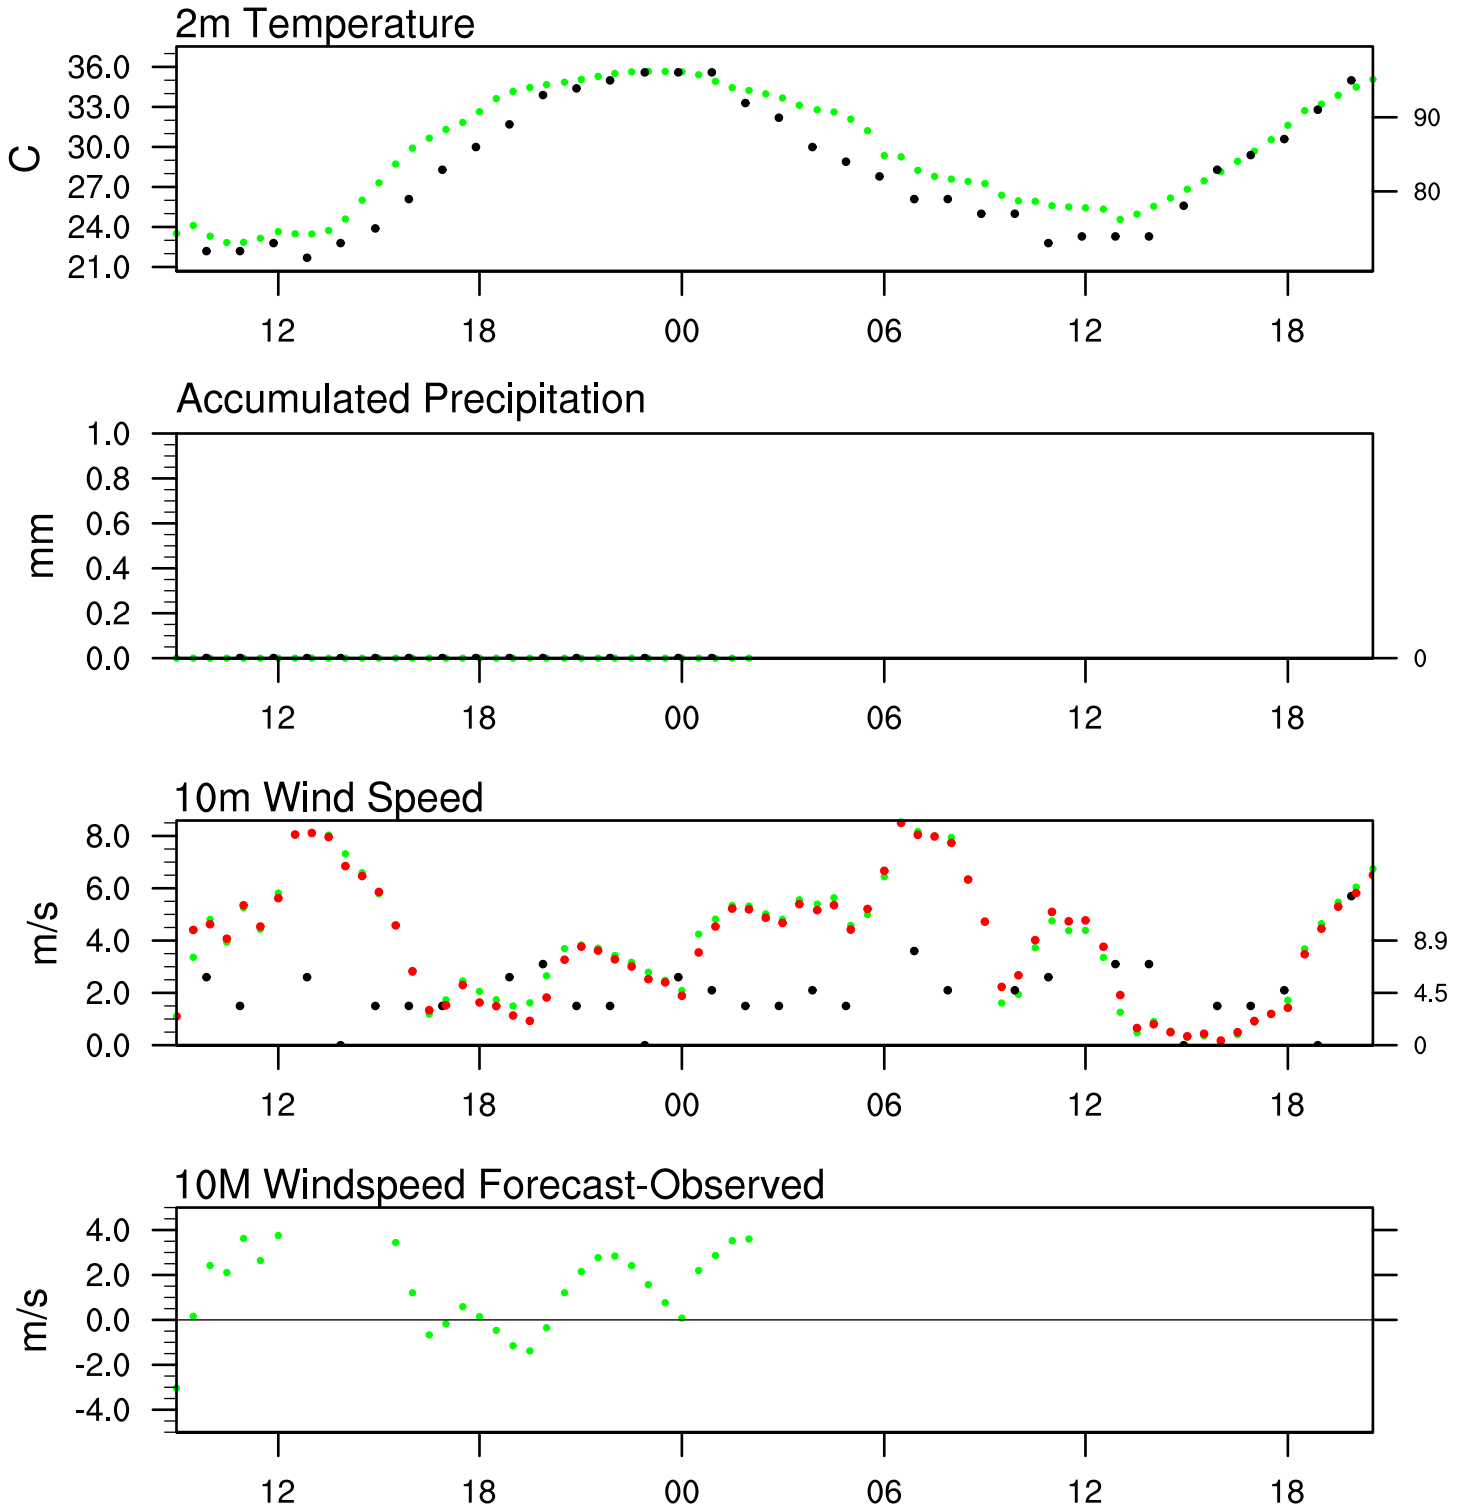 2m Temperature
36.0
33.0
30.0
27.0
24.0
21.0
C
90
80
12 18 00 06 12 18
Accumulated Precipitation
1.0
0.8
0.6
0.4
0.2
0.0
mm
0
12 18 00 06 12 18
10m Wind Speed
8.0
6.0
4.0
2.0
0.0
m/s
8.9
4.5
0
12 18 00 06 12 18
10M Windspeed Forecast-Observed
4.0
2.0
0.0
-2.0
-4.0
m/s
12 18 00 06 12 18